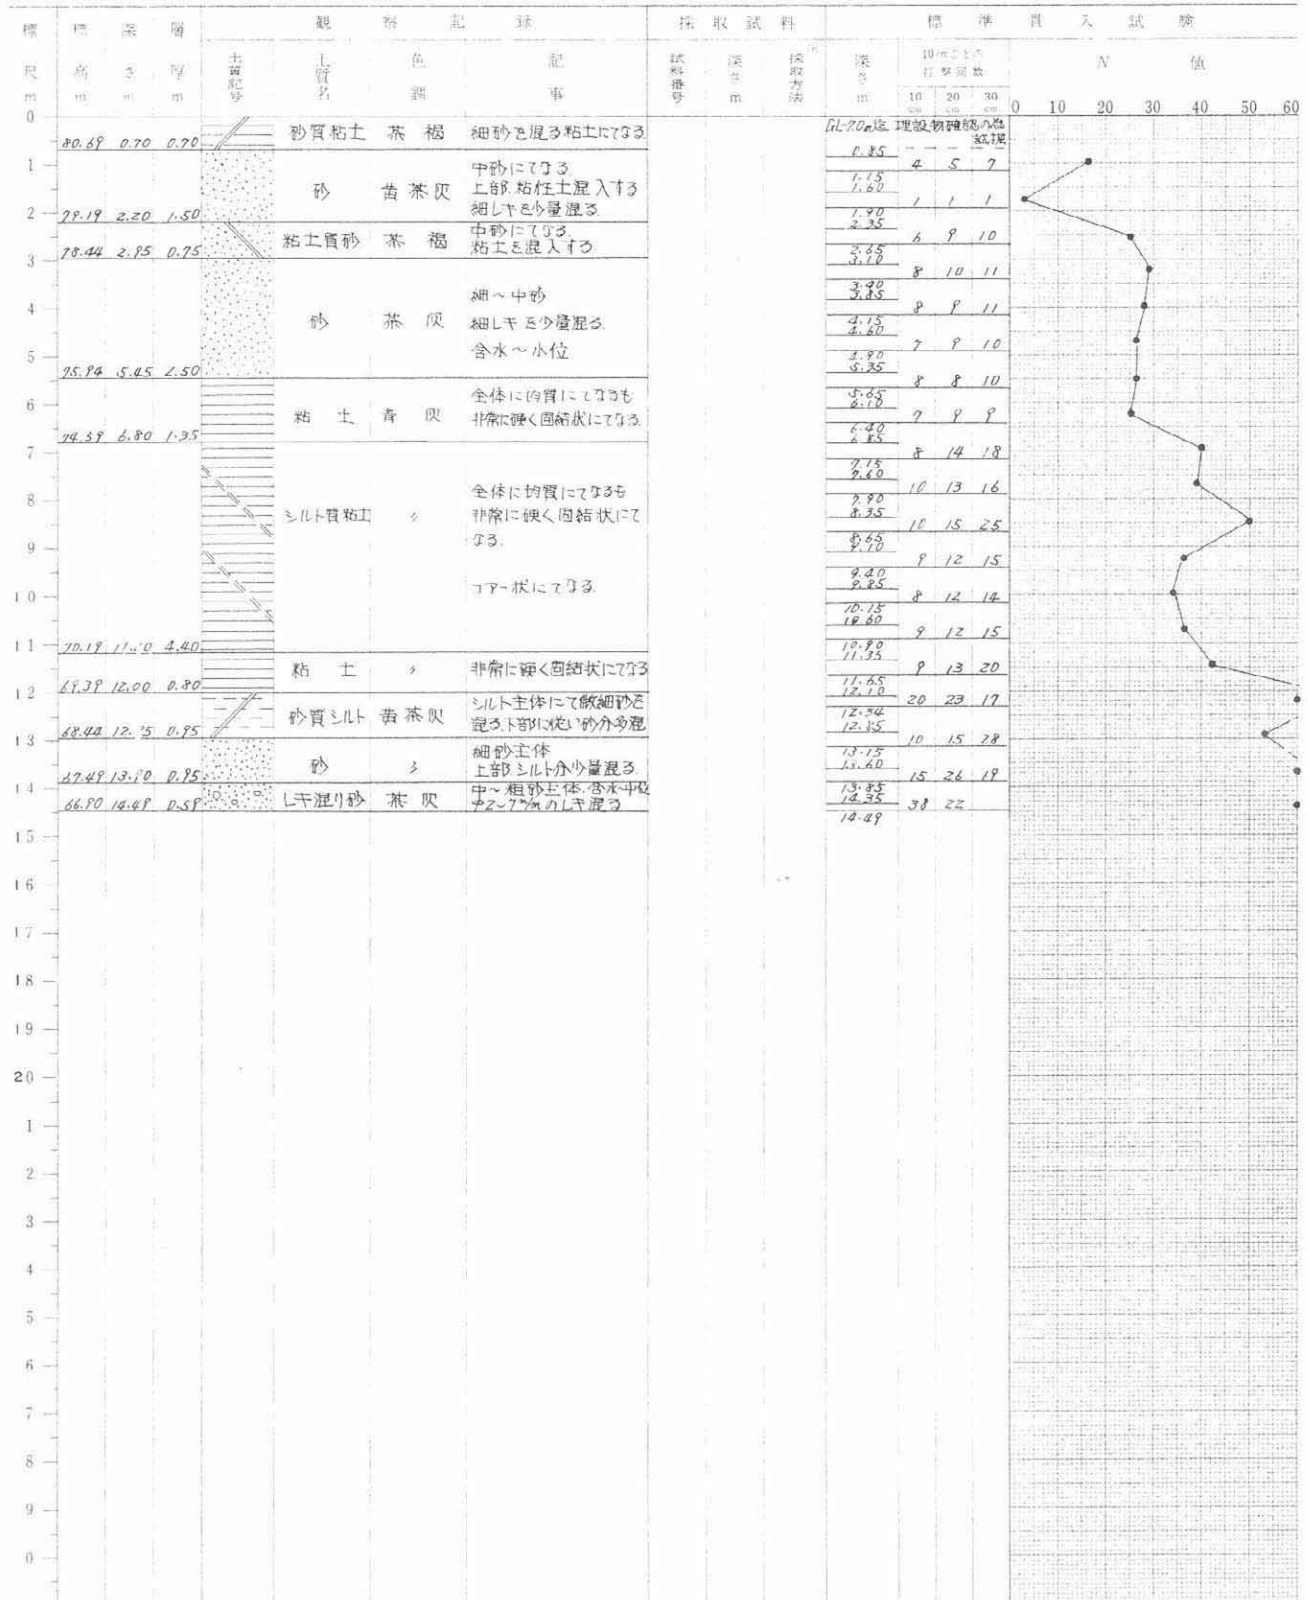 観察記録 採取試料 標準貫入試験
標尺 m 標高 m 深さ m 層厚 m 土質記号 土質名 色調 記事 試料番号 深さ m 採取方法 深さ m 10cmごとの打撃回数 N値
10 cm 20 cm 30 cm 0 10 20 30 40 50 60
0
80.69 0.70 0.70 砂質粘土 茶褐 細砂を混る粘土にてなる
1
79.19 2.20 1.50 砂 黄茶灰 中砂にてなる
上部、粘性土混入する
細レキを少量混る
2
78.44 2.95 0.75 粘土質砂 茶褐 中砂にてなる
粘土を混入する
3
4
75.94 5.45 2.50 砂 茶灰 細～中砂
細レキを少量混る
含水～水位
5
6
74.59 6.80 1.35 粘土 青灰 全体に均質にてなるも
非常に硬く固結状にてなる
7
8
シルト質粘土 〃 全体に均質にてなるも
非常に硬く固結状にて
なる
9
10
コアー状にてなる
11
70.19 4.40
69.39 12.00 0.80 粘土 〃 非常に硬く固結状にてなる
12
68.44 0.95 砂質シルト 黄茶灰 シルト主体にて微細砂を
混る、下部に従い砂分多混
13
67.49 13.90 0.95 砂 〃 細砂主体
上部シルト分少量混る
14
66.90 14.49 0.59 レキ混り砂 茶灰 中～粗砂主体、含水中位
のレキ混る
15
16
17
18
19
20
1
2
3
4
5
6
7
8
9
0
埋設物確認の為
試掘
0.85
4 5 7
1.15
1.60
1 1 1
1.90
2.35
6 9 10
2.65
3.10
8 10 11
3.40
3.85
8 9 11
4.15
4.60
7 9 10
4.90
5.35
8 8 10
5.65
6.10
7 9 9
6.40
6.85
8 14 18
7.15
7.60
10 13 16
7.90
8.35
10 15 25
8.65
9.10
9 12 15
9.40
9.85
8 12 14
10.15
10.60
9 12 15
10.90
11.35
9 13 20
11.65
12.10
20 23 17
12.34
12.85
10 15 28
13.15
13.60
15 26 19
13.85
14.35
38 22
14.49